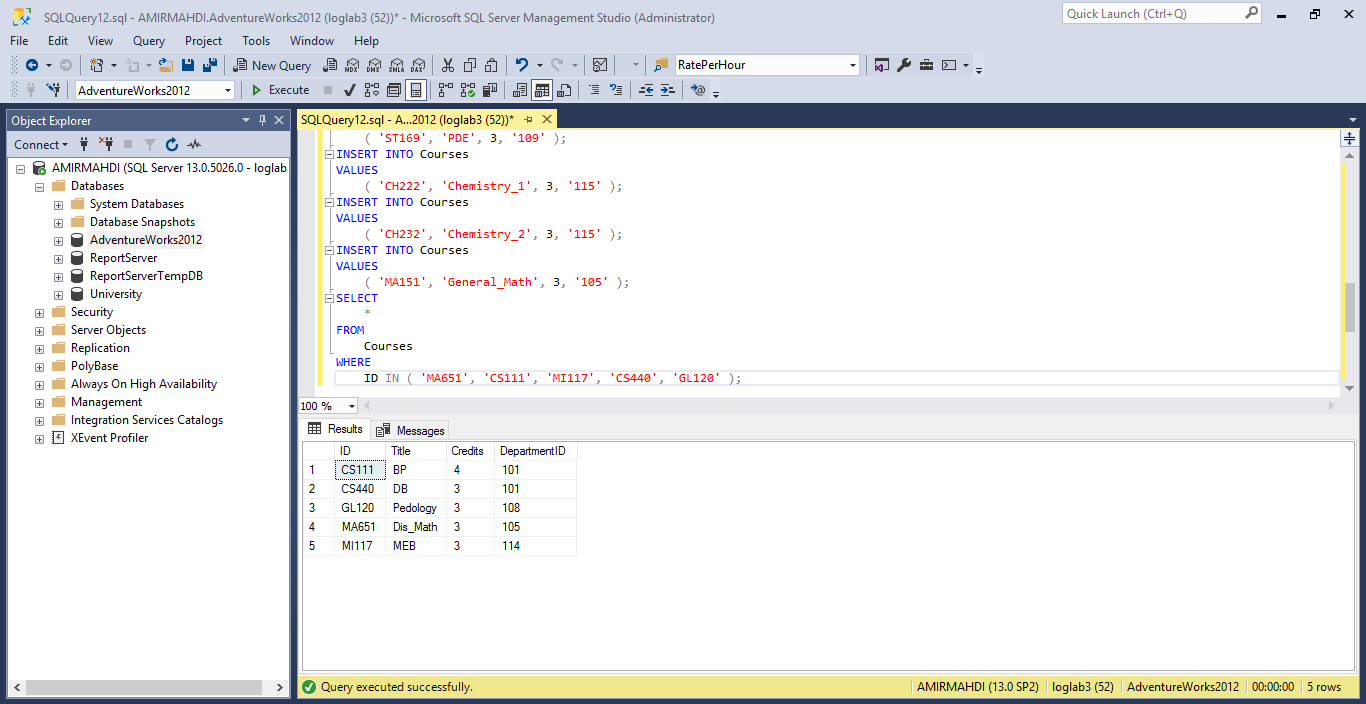 SQLQuery12.sql - AMIRMAHDI.AdventureWorks2012 (loglab3 (52))* - Microsoft SQL Server Management Studio (Administrator)
Quick Launch (Ctrl+Q)
File Edit View Query Project Tools Window Help
New Query MDX DMX XMLA DAX RatePerHour
AdventureWorks2012 Execute
Object Explorer
Connect
AMIRMAHDI (SQL Server 13.0.5026.0 - loglab
Databases
System Databases
Database Snapshots
AdventureWorks2012
ReportServer
ReportServerTempDB
University
Security
Server Objects
Replication
PolyBase
Always On High Availability
Management
Integration Services Catalogs
XEvent Profiler
SQLQuery12.sql - A...2012 (loglab3 (52))*
( 'ST169', 'PDE', 3, '109' );
INSERT INTO Courses
VALUES
( 'CH222', 'Chemistry_1', 3, '115' );
INSERT INTO Courses
VALUES
( 'CH232', 'Chemistry_2', 3, '115' );
INSERT INTO Courses
VALUES
( 'MA151', 'General_Math', 3, '105' );
SELECT
*
FROM
Courses
WHERE
ID IN ( 'MA651', 'CS111', 'MI117', 'CS440', 'GL120' );
100 %
Results Messages
ID Title Credits DepartmentID
1 CS111 BP 4 101
2 CS440 DB 3 101
3 GL120 Pedology 3 108
4 MA651 Dis_Math 3 105
5 MI117 MEB 3 114
Query executed successfully. AMIRMAHDI (13.0 SP2) loglab3 (52) AdventureWorks2012 00:00:00 5 rows